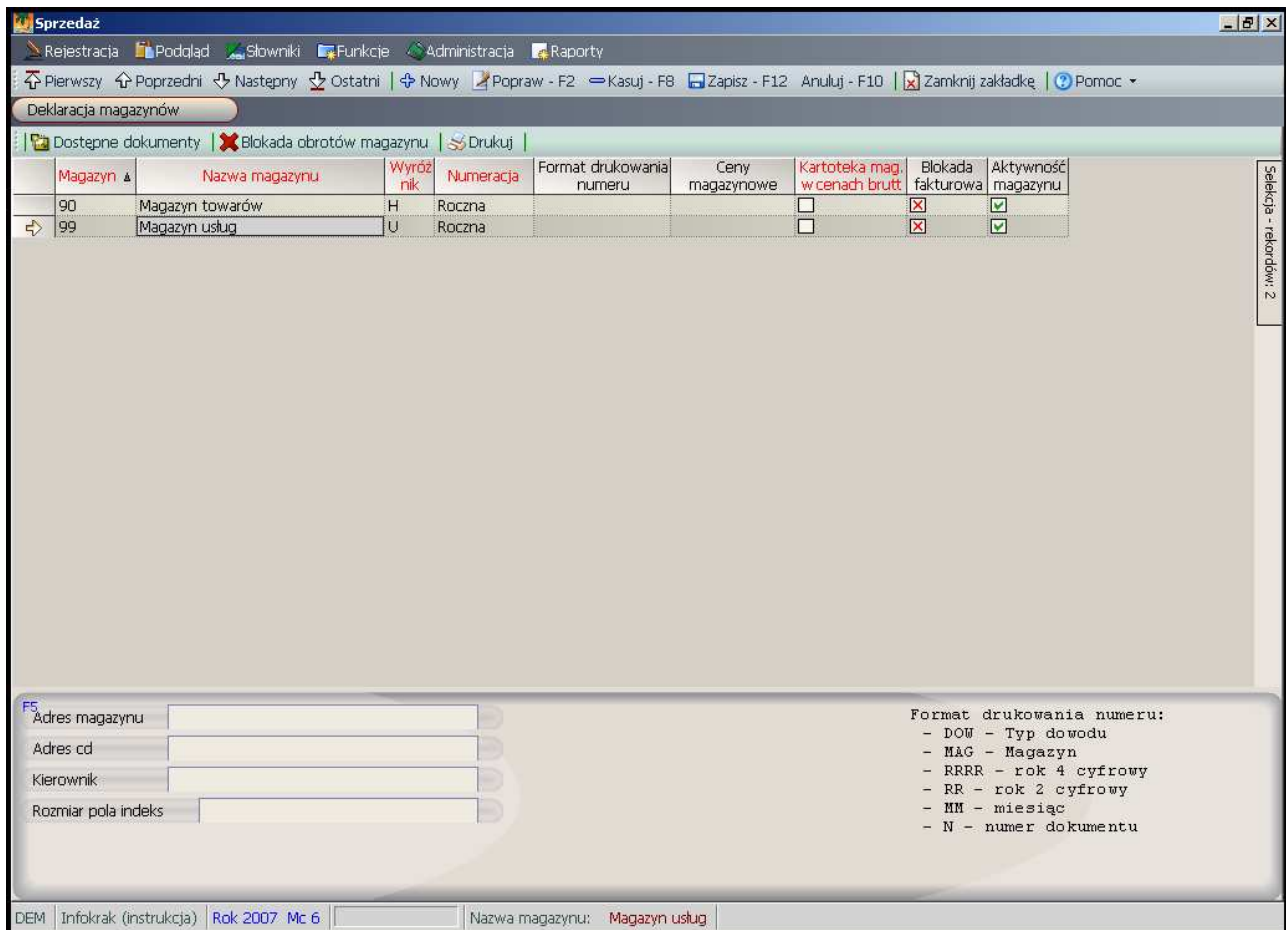 Sprzedaż
Rejestracja Podgląd Słowniki Funkcje Administracja Raporty
Pierwszy Poprzedni Następny Ostatni Nowy Popraw - F2 Kasuj - F8 Zapisz - F12 Anuluj - F10 Zamknij zakładkę Pomoc
Deklaracja magazynów
Dostępne dokumenty Blokada obrotów magazynu Drukuj
Magazyn Nazwa magazynu Wyróż nik Numeracja Format drukowania numeru Ceny magazynowe Kartoteka mag. w cenach brutt Blokada fakturowa Aktywność magazynu
90 Magazyn towarów H Roczna
99 Magazyn usług U Roczna
Selekcja - rekordów: 2
F5
Adres magazynu
Adres cd
Kierownik
Rozmiar pola indeks
Format drukowania numeru:
- DOW - Typ dowodu
- MAG - Magazyn
- RRRR - rok 4 cyfrowy
- RR - rok 2 cyfrowy
- MM - miesiąc
- N - numer dokumentu
DEM Infokrak (instrukcja) Rok 2007 Mc 6 Nazwa magazynu: Magazyn usług